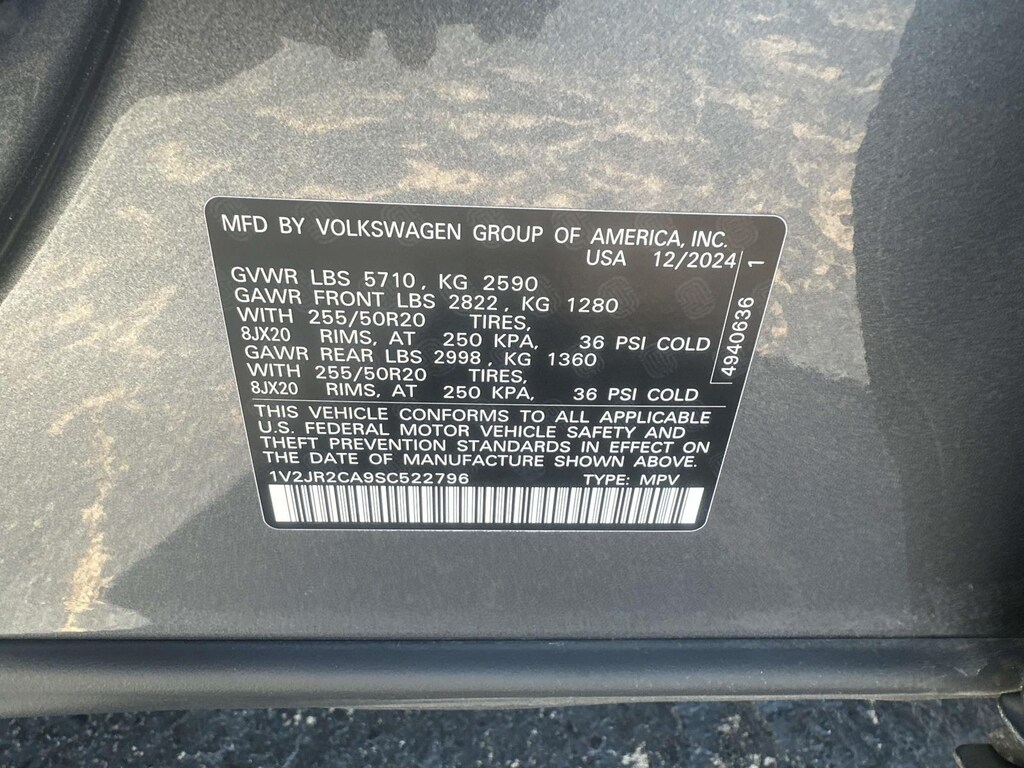 MFD BY VOLKSWAGEN GROUP OF AMERICA, INC.
USA 12/2024
GVWR LBS 5710, KG 2590
GAWR FRONT LBS 2822, KG 1280
WITH 255/50R20 TIRES,
8JX20 RIMS, AT 250 KPA, 36 PSI COLD
GAWR REAR LBS 2998, KG 1360
WITH 255/50R20 TIRES,
8JX20 RIMS, AT 250 KPA, 36 PSI COLD
THIS VEHICLE CONFORMS TO ALL APPLICABLE
U.S. FEDERAL MOTOR VEHICLE SAFETY AND
THEFT PREVENTION STANDARDS IN EFFECT ON
THE DATE OF MANUFACTURE SHOWN ABOVE.
1V2JR2CA9SC522796 TYPE: MPV
4940636 1